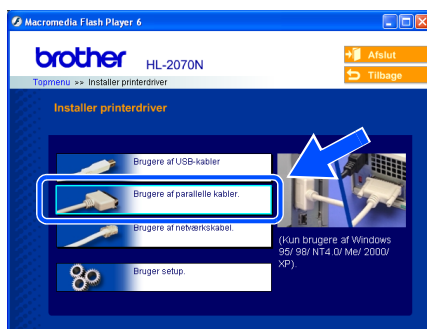 Macromedia Flash Player 6
brother
HL-2070N
Afslut
Tilbage
Topmenu >> Installer printerdriver
Installer printerdriver
Brugere af USB-kabler
Brugere af parallelle kabler.
Brugere af netværkskabel.
Bruger setup.
(Kun brugere af Windows
95/ 98/ NT4.0/ Me/ 2000/
XP).